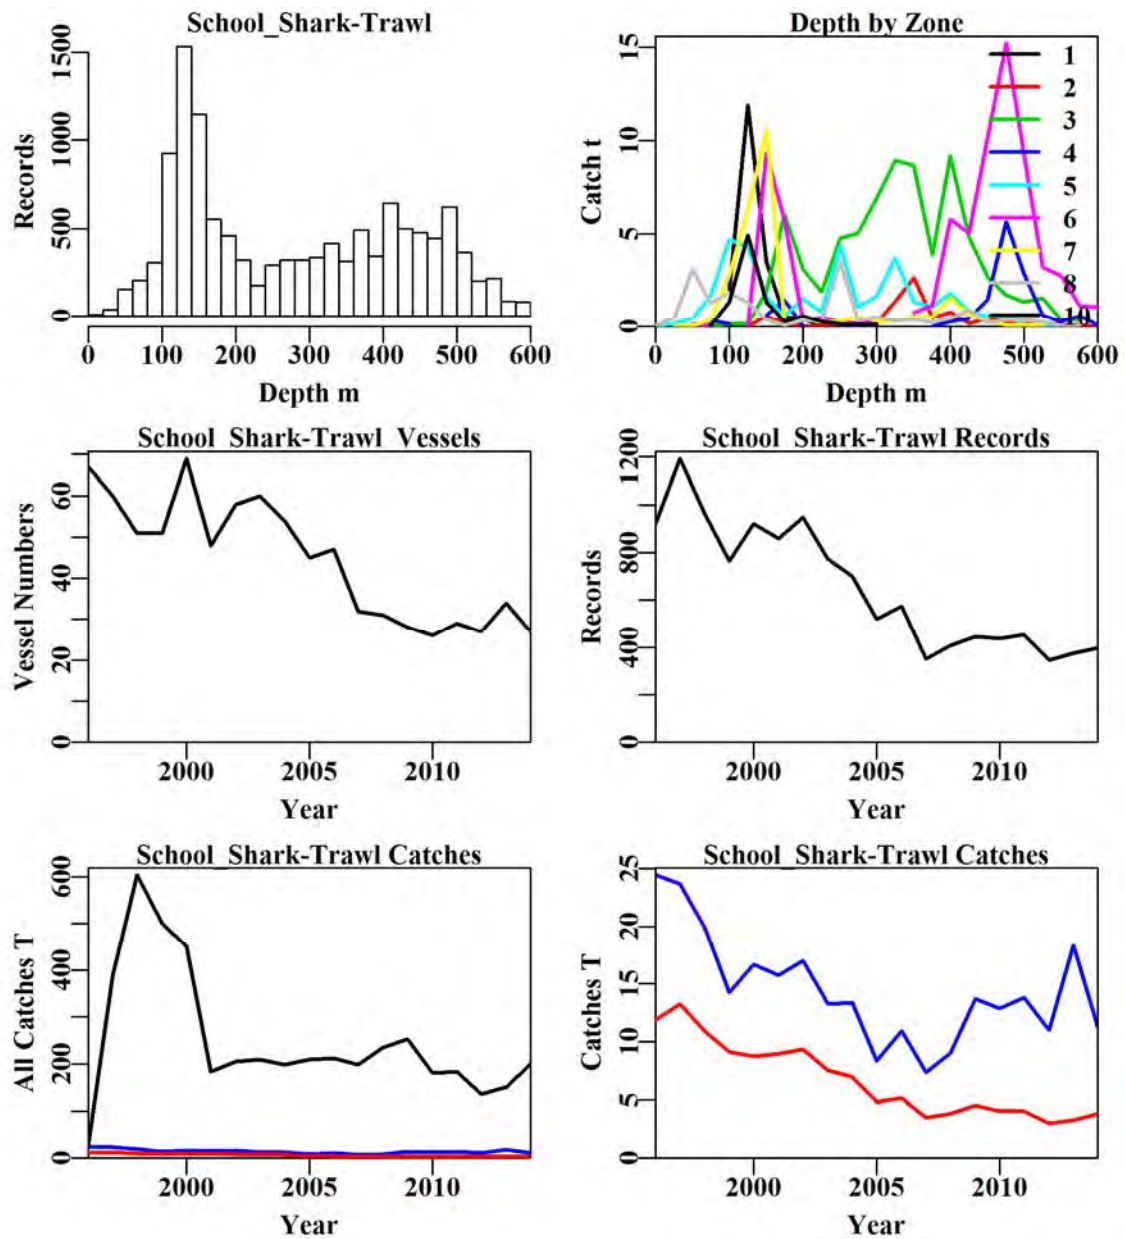 School_Shark-Trawl
Records
0 500 1000 1500
0 100 200 300 400 500 600
Depth m
Depth by Zone
Catch t
0 5 10 15
1
2
3
4
5
6
7
8
10
0 100 200 300 400 500 600
Depth m
School_Shark-Trawl_Vessels
Vessel Numbers
0 20 40 60
2000 2005 2010
Year
School_Shark-Trawl Records
Records
0 400 800 1200
2000 2005 2010
Year
School_Shark-Trawl Catches
All Catches T
0 200 400 600
2000 2005 2010
Year
School_Shark-Trawl Catches
Catches T
0 5 10 15 20 25
2000 2005 2010
Year